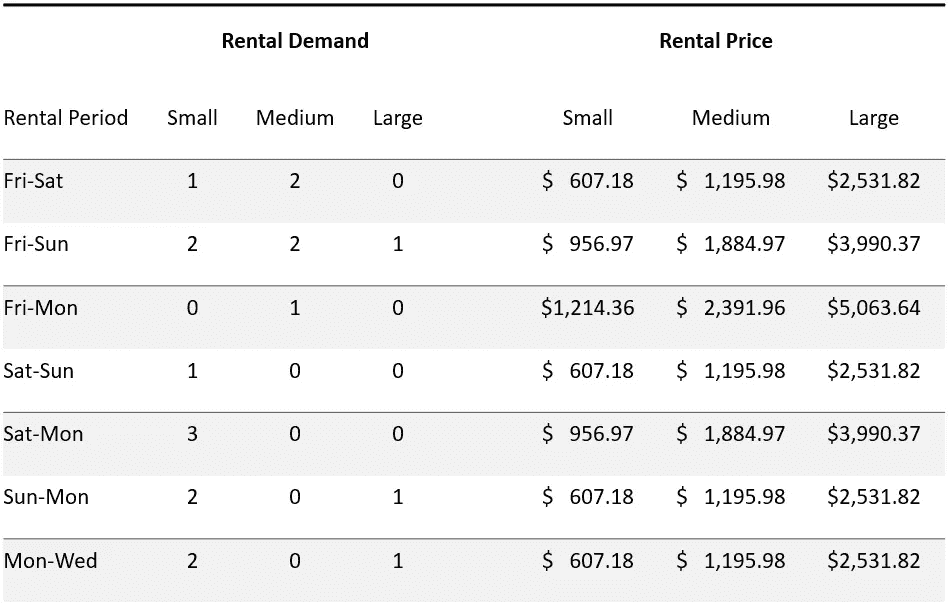 Rental Demand Rental Price
Rental Period Small Medium Large Small Medium Large
Fri-Sat 1 2 0 $ 607.18 $ 1,195.98 $2,531.82
Fri-Sun 2 2 1 $ 956.97 $ 1,884.97 $3,990.37
Fri-Mon 0 1 0 $1,214.36 $ 2,391.96 $5,063.64
Sat-Sun 1 0 0 $ 607.18 $ 1,195.98 $2,531.82
Sat-Mon 3 0 0 $ 956.97 $ 1,884.97 $3,990.37
Sun-Mon 2 0 1 $ 607.18 $ 1,195.98 $2,531.82
Mon-Wed 2 0 1 $ 607.18 $ 1,195.98 $2,531.82